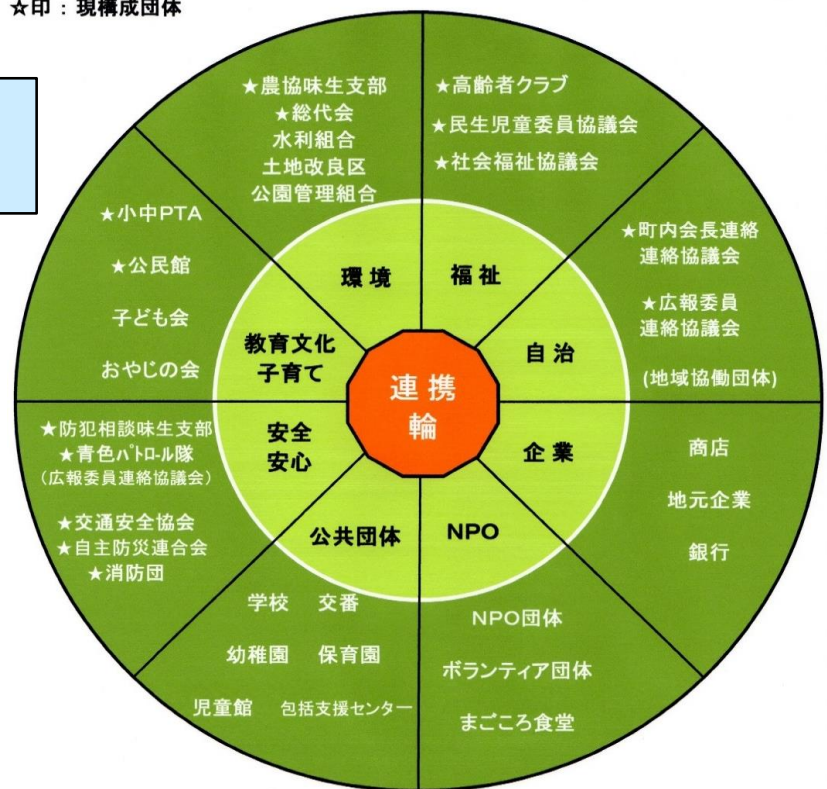 ☆印 : 現構成団体
★農協味生支部
★総代会
水利組合
土地改良区
公園管理組合
★高齢者クラブ
★民生児童委員協議会
★社会福祉協議会
★町内会長連絡
連絡協議会
★広報委員
連絡協議会
(地域協働団体)
商店
地元企業
銀行
NPO団体
ボランティア団体
まごころ食堂
学校 交番
幼稚園 保育園
児童館 包括支援センター
★防犯相談味生支部
★青色パトロール隊
(広報委員連絡協議会)
★交通安全協会
★自主防災連合会
★消防団
★小中PTA
★公民館
子ども会
おやじの会
環境
福祉
自治
企業
NPO
公共団体
安全
安心
教育文化
子育て
連携
輪